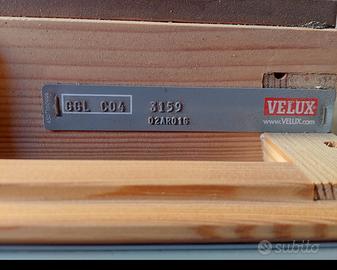 GGL C04 3159 VELUX
02AR016 www.VELUX.com
subito